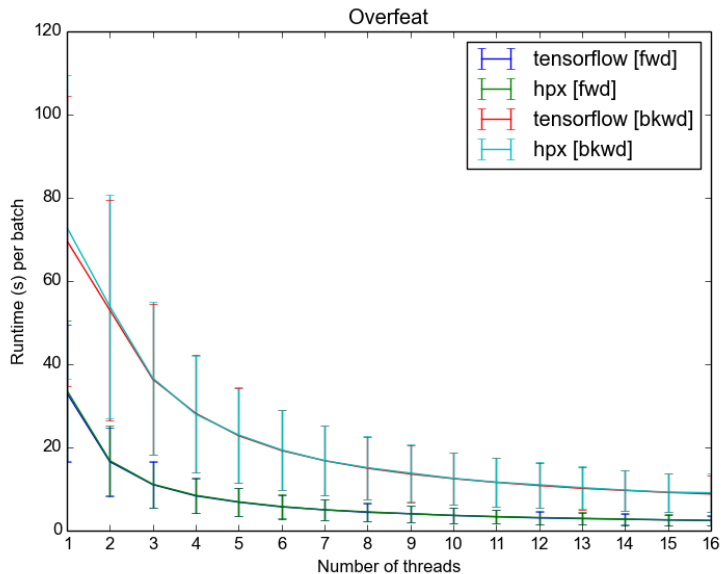 Overfeat
120
100
80
60
40
20
0
Runtime (s) per batch
tensorflow [fwd]
hpx [fwd]
tensorflow [bkwd]
hpx [bkwd]
1 2 3 4 5 6 7 8 9 10 11 12 13 14 15 16
Number of threads